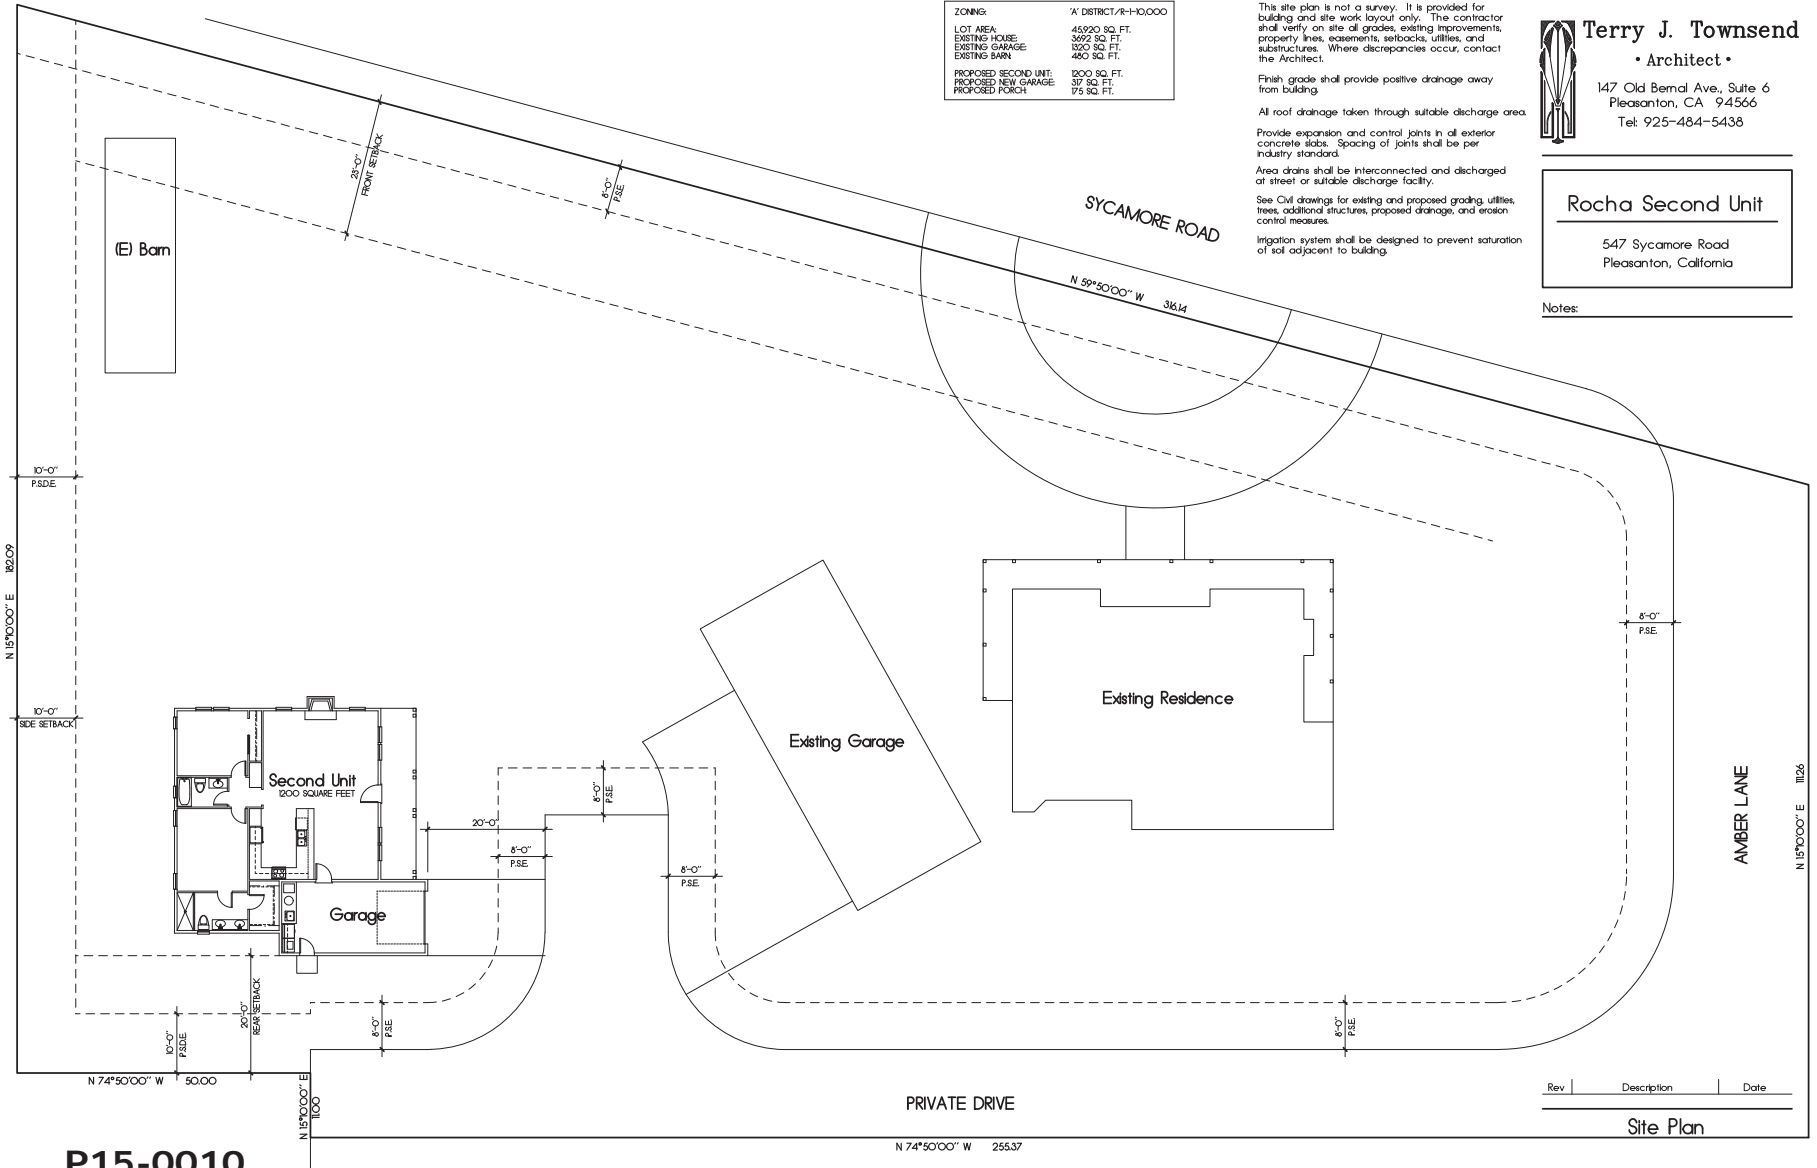 ZONING: 'A' DISTRICT/R-1-10,000
LOT AREA: 45,920 SQ. FT.
EXISTING HOUSE: 3692 SQ. FT.
EXISTING GARAGE: 1320 SQ. FT.
EXISTING BARN: 480 SQ. FT.
PROPOSED SECOND UNIT: 1200 SQ. FT.
PROPOSED NEW GARAGE: 317 SQ. FT.
PROPOSED PORCH: 175 SQ. FT.
This site plan is not a survey. It is provided for
building and site work layout only. The contractor
shall verify on site all grades, existing improvements,
property lines, easements, setbacks, utilities, and
substructures. Where discrepancies occur, contact
the Architect.
Finish grade shall provide positive drainage away
from building.
All roof drainage taken through suitable discharge area.
Provide expansion and control joints in all exterior
concrete slabs. Spacing of joints shall be per
industry standard.
Area drains shall be interconnected and discharged
at street or suitable discharge facility.
See Civil drawings for existing and proposed grading, utilities,
trees, additional structures, proposed drainage, and erosion
control measures.
Irrigation system shall be designed to prevent saturation
of soil adjacent to building.
Terry J. Townsend
• Architect •
147 Old Bernal Ave., Suite 6
Pleasanton, CA 94566
Tel: 925-484-5438
Rocha Second Unit
547 Sycamore Road
Pleasanton, California
Notes:
23'-0"
FRONT SETBACK
8'-0"
P.S.E.
SYCAMORE ROAD
N 59°50'00" W 316.14
(E) Barn
10'-0"
P.S.D.E.
N 15°10'00" E 182.09
10'-0"
SIDE SETBACK
8'-0"
P.S.E.
Existing Residence
Existing Garage
Second Unit
1200 SQUARE FEET
Garage
20'-0"
8'-0"
P.S.E.
8'-0"
P.S.E.
8'-0"
P.S.E.
AMBER LANE
N 15°10'00" E 111.26
20'-0"
REAR SETBACK
10'-0"
P.S.D.E.
8'-0"
P.S.E.
8'-0"
P.S.E.
N 74°50'00" W 50.00
N 15°10'00" E
11.00
PRIVATE DRIVE
N 74°50'00" W 255.37
Rev Description Date
Site Plan
P15-0010